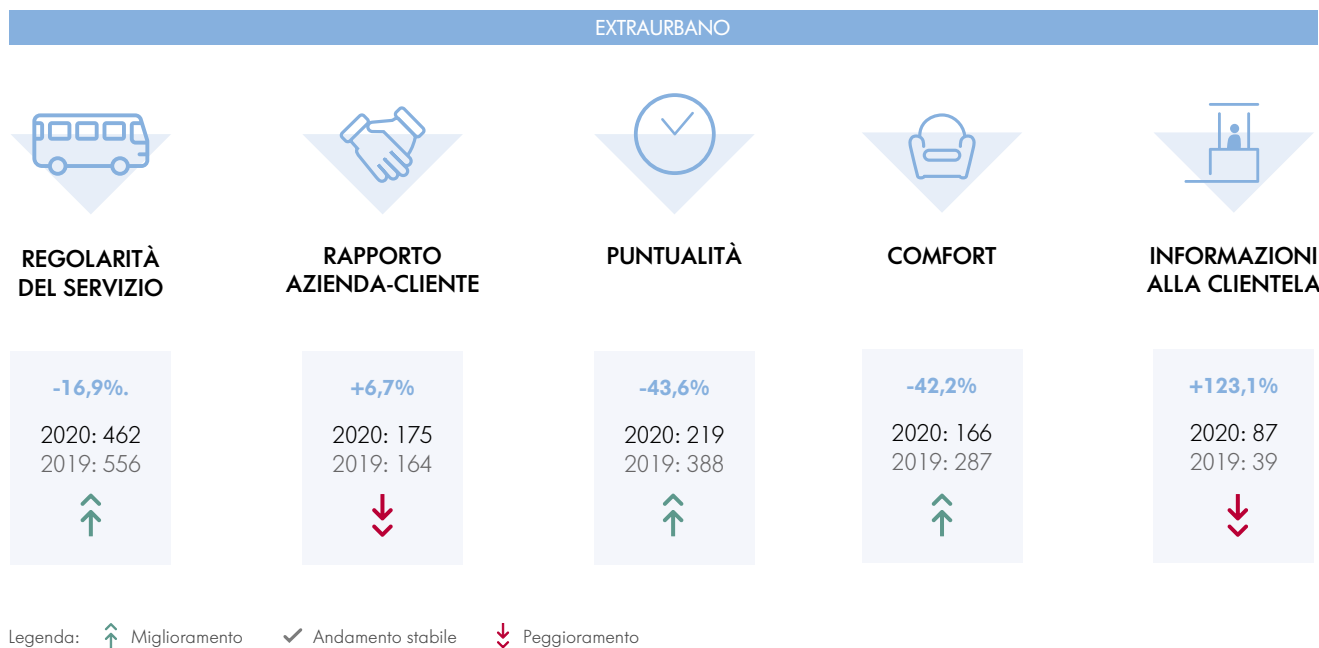 EXTRAURBANO
REGOLARITÀ
DEL SERVIZIO
-16,9%.
2020: 462
2019: 556
RAPPORTO
AZIENDA-CLIENTE
+6,7%
2020: 175
2019: 164
PUNTUALITÀ
-43,6%
2020: 219
2019: 388
COMFORT
-42,2%
2020: 166
2019: 287
INFORMAZIONI
ALLA CLIENTELA
+123,1%
2020: 87
2019: 39
Legenda: Miglioramento Andamento stabile Peggioramento